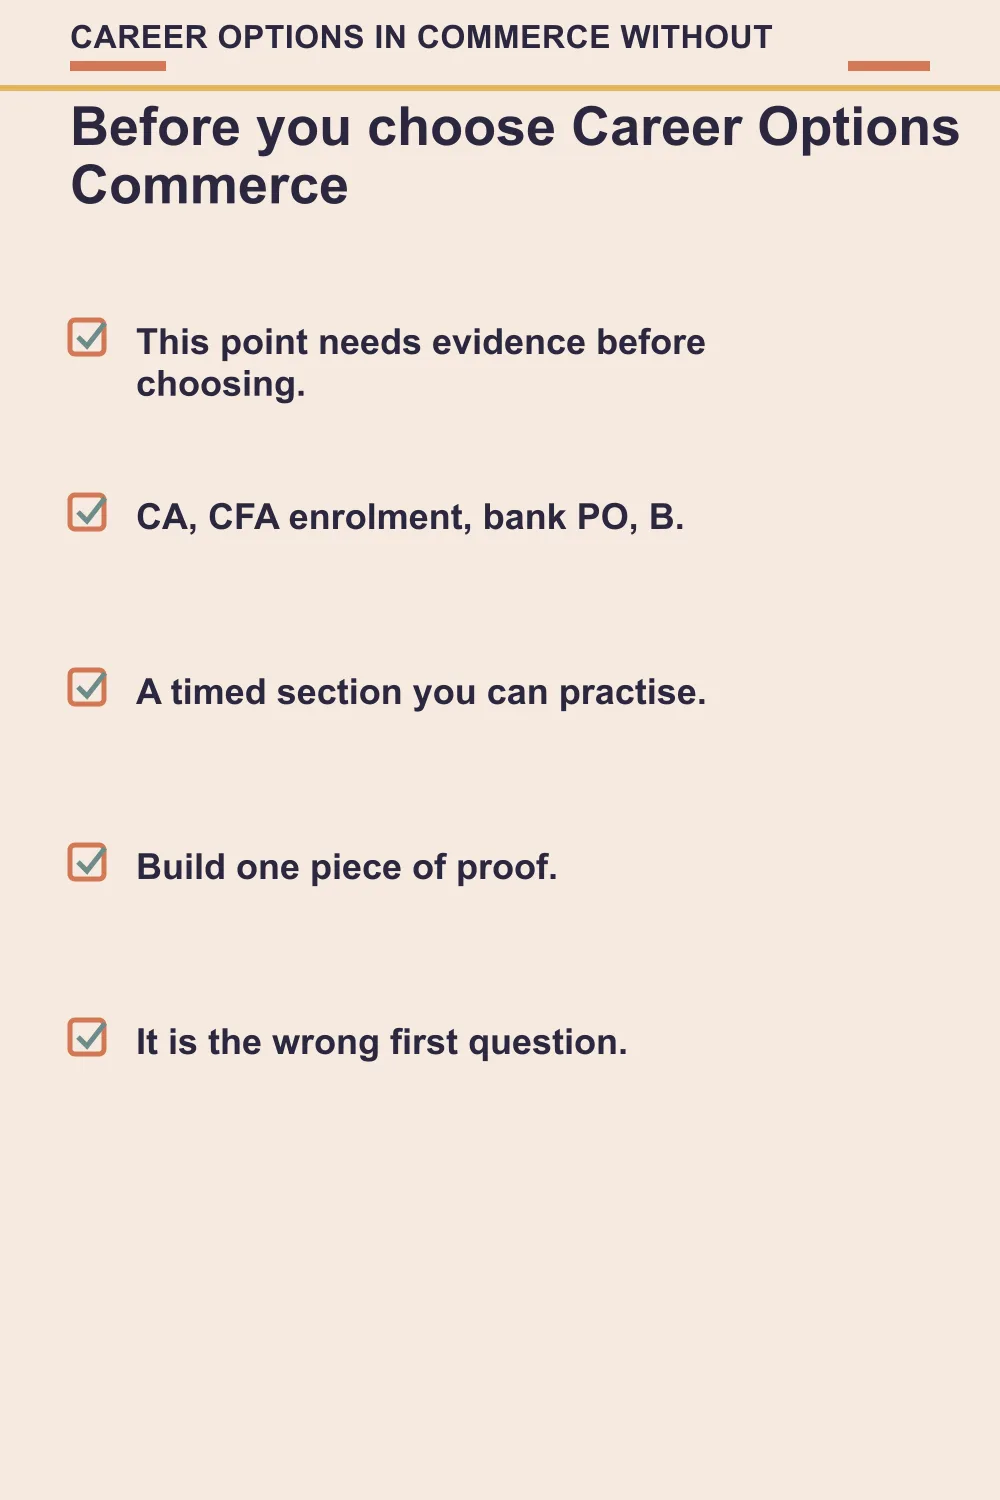 CAREER OPTIONS IN COMMERCE WITHOUT
Before you choose Career Options
Commerce
This point needs evidence before
choosing.
CA, CFA enrolment, bank PO, B.
A timed section you can practise.
Build one piece of proof.
It is the wrong first question.